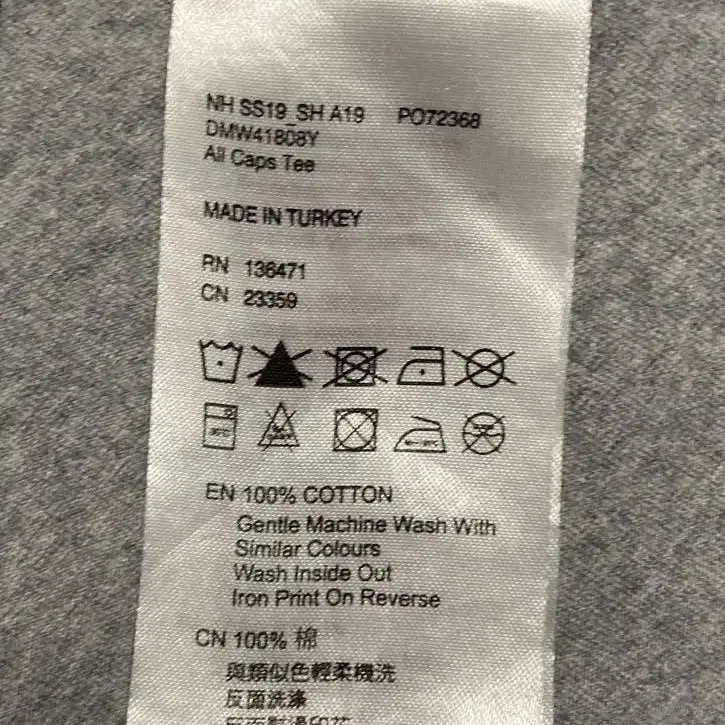 NH SS19_SH A19 PO72368
DMW41808Y
All Caps Tee
MADE IN TURKEY
RN 136471
CN 23359
EN 100% COTTON
Gentle Machine Wash With
Similar Colours
Wash Inside Out
Iron Print On Reverse
CN 100% 棉
與類似色輕柔機洗
反面洗滌